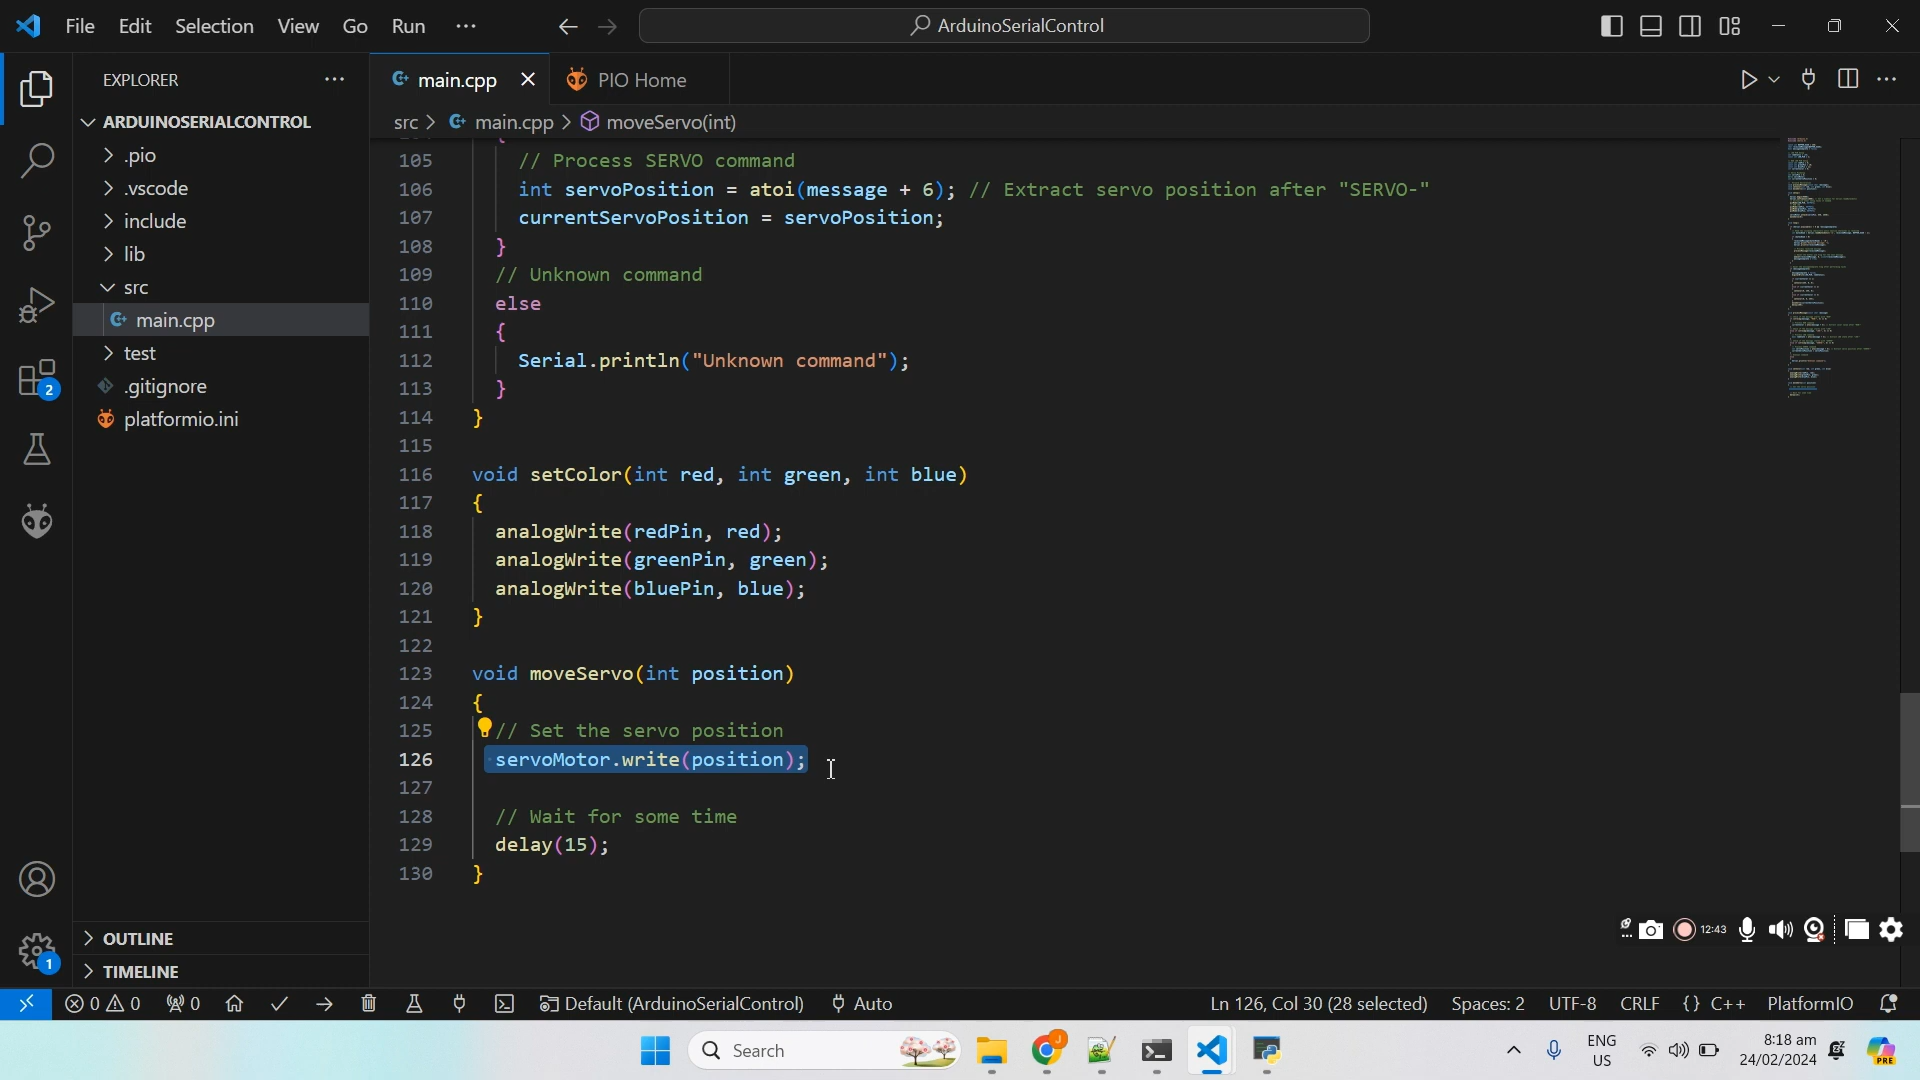 File Edit Selection View Go Run ··· ArduinoSerialControl
EXPLORER ···
main.cpp PIO Home
ARDUINOSERIALCONTROL
.pio
.vscode
include
lib
src
main.cpp
test
.gitignore
platformio.ini
OUTLINE
TIMELINE
2
1
src > main.cpp > moveServo(int)
105 // Process SERVO command
106 int servoPosition = atoi(message + 6); // Extract servo position after "SERVO-"
107 currentServoPosition = servoPosition;
108 }
109 // Unknown command
110 else
111 {
112 Serial.println("Unknown command");
113 }
114 }
115
116 void setColor(int red, int green, int blue)
117 {
118 analogWrite(redPin, red);
119 analogWrite(greenPin, green);
120 analogWrite(bluePin, blue);
121 }
122
123 void moveServo(int position)
124 {
125 // Set the servo position
126 servoMotor.write(position);
127
128 // Wait for some time
129 delay(15);
130 }
12:43
0 0 0 Default (ArduinoSerialControl) Auto Ln 126, Col 30 (28 selected) Spaces: 2 UTF-8 CRLF {} C++ PlatformIO
Search
ENG
US
8:18 am
24/02/2024
PRE